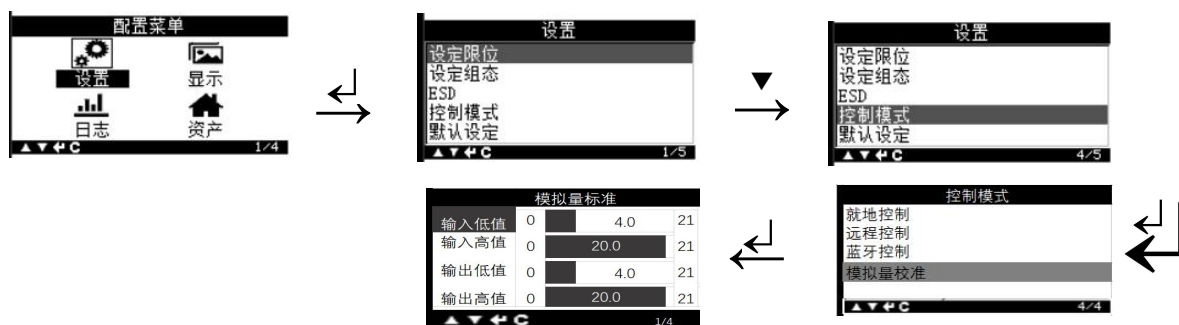 配置菜单
设置
显示
日志
资产
▲ ▼ ↵ C 1/4
设置
设定限位
设定组态
ESD
控制模式
默认设定
▲ ▼ ↵ C 1/5
▼
设置
设定限位
设定组态
ESD
控制模式
默认设定
▲ ▼ ↵ C 4/5
控制模式
就地控制
远程控制
蓝牙控制
模拟量校准
▲ ▼ ↵ C 4/4
模拟量标准
输入低值 0 4.0 21
输入高值 0 20.0 21
输出低值 0 4.0 21
输出高值 0 20.0 21
▲ ▼ ↵ C 1/4